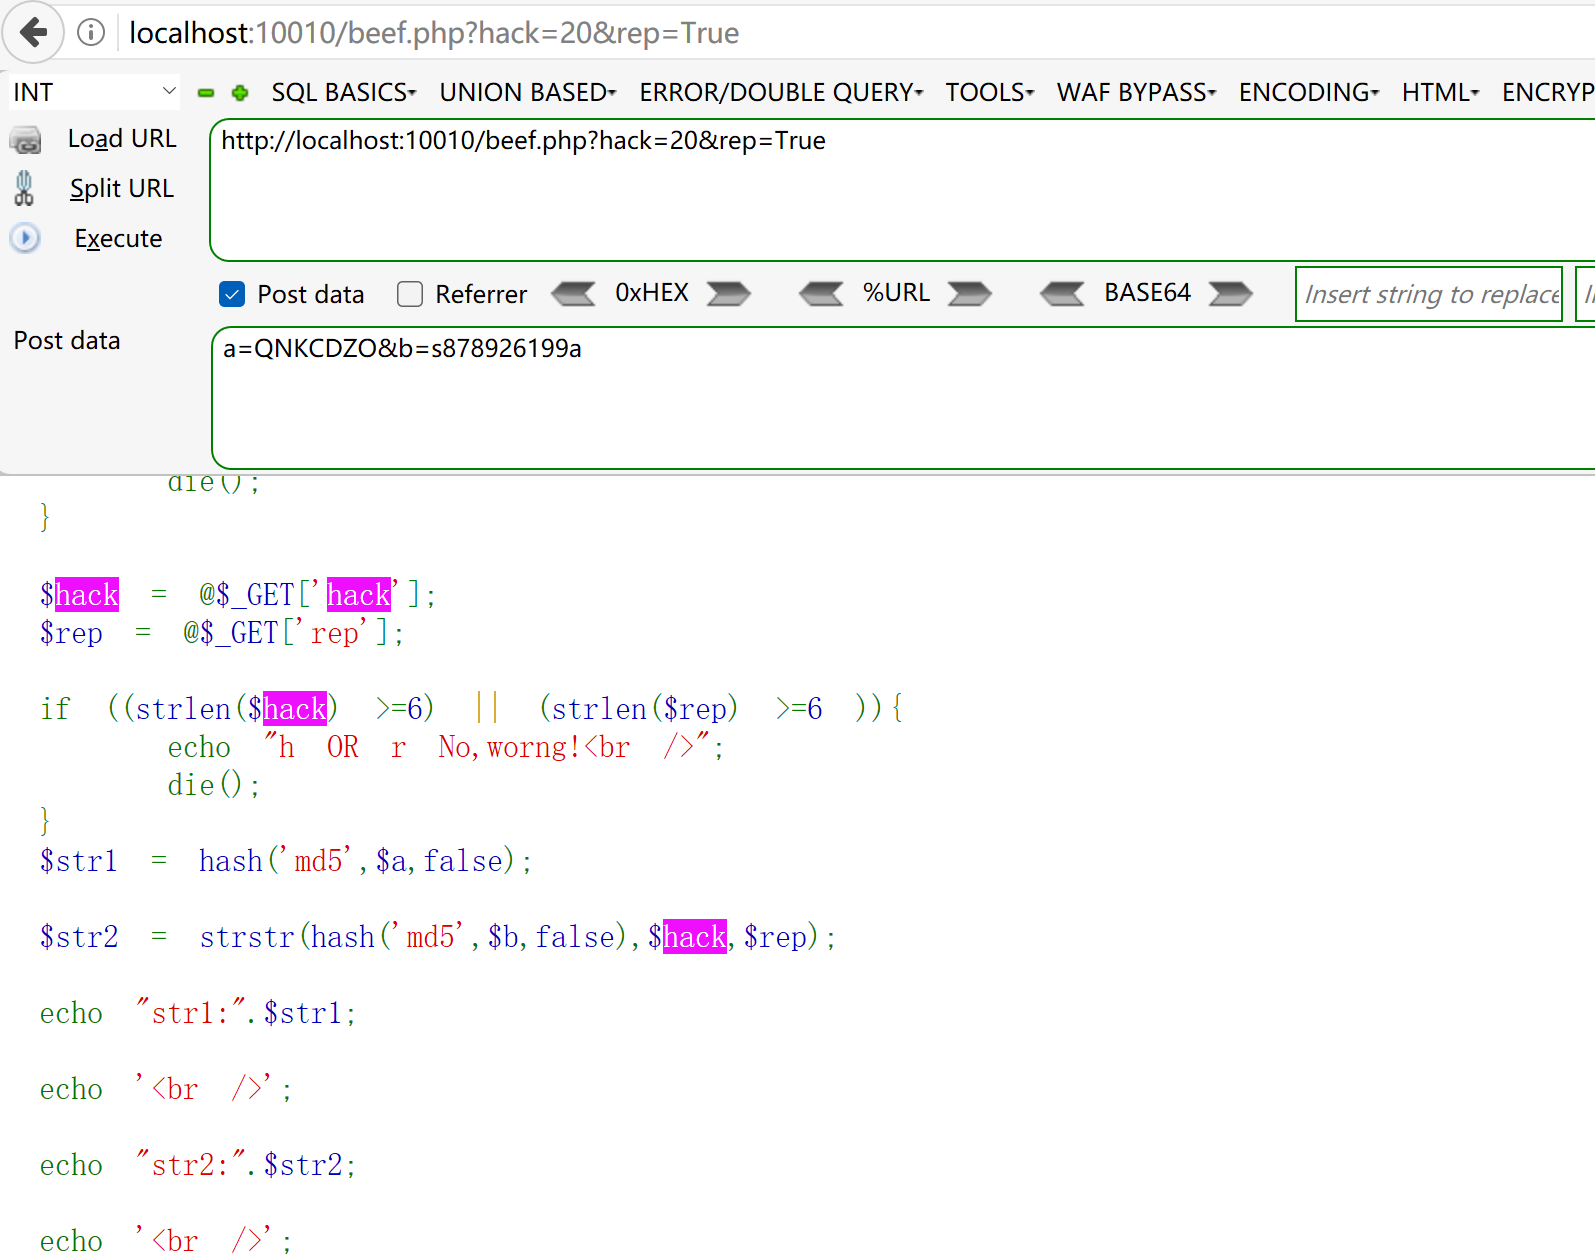 localhost:10010/beef.php?hack=20&rep=True
INT SQL BASICS UNION BASED ERROR/DOUBLE QUERY TOOLS WAF BYPASS ENCODING HTML ENCRYP
Load URL http://localhost:10010/beef.php?hack=20&rep=True
Split URL
Execute
Post data Referrer 0xHEX %URL BASE64 Insert string to replace
Post data a=QNKCDZO&b=s878926199a
die();
}
$hack = @$_GET['hack'];
$rep = @$_GET['rep'];
if ((strlen($hack) >=6) || (strlen($rep) >=6 )){
echo "h OR r No,worng!<br />";
die();
}
$str1 = hash('md5',$a,false);
$str2 = strstr(hash('md5',$b,false),$hack,$rep);
echo "str1:".$str1;
echo '<br />';
echo "str2:".$str2;
echo '<br />';